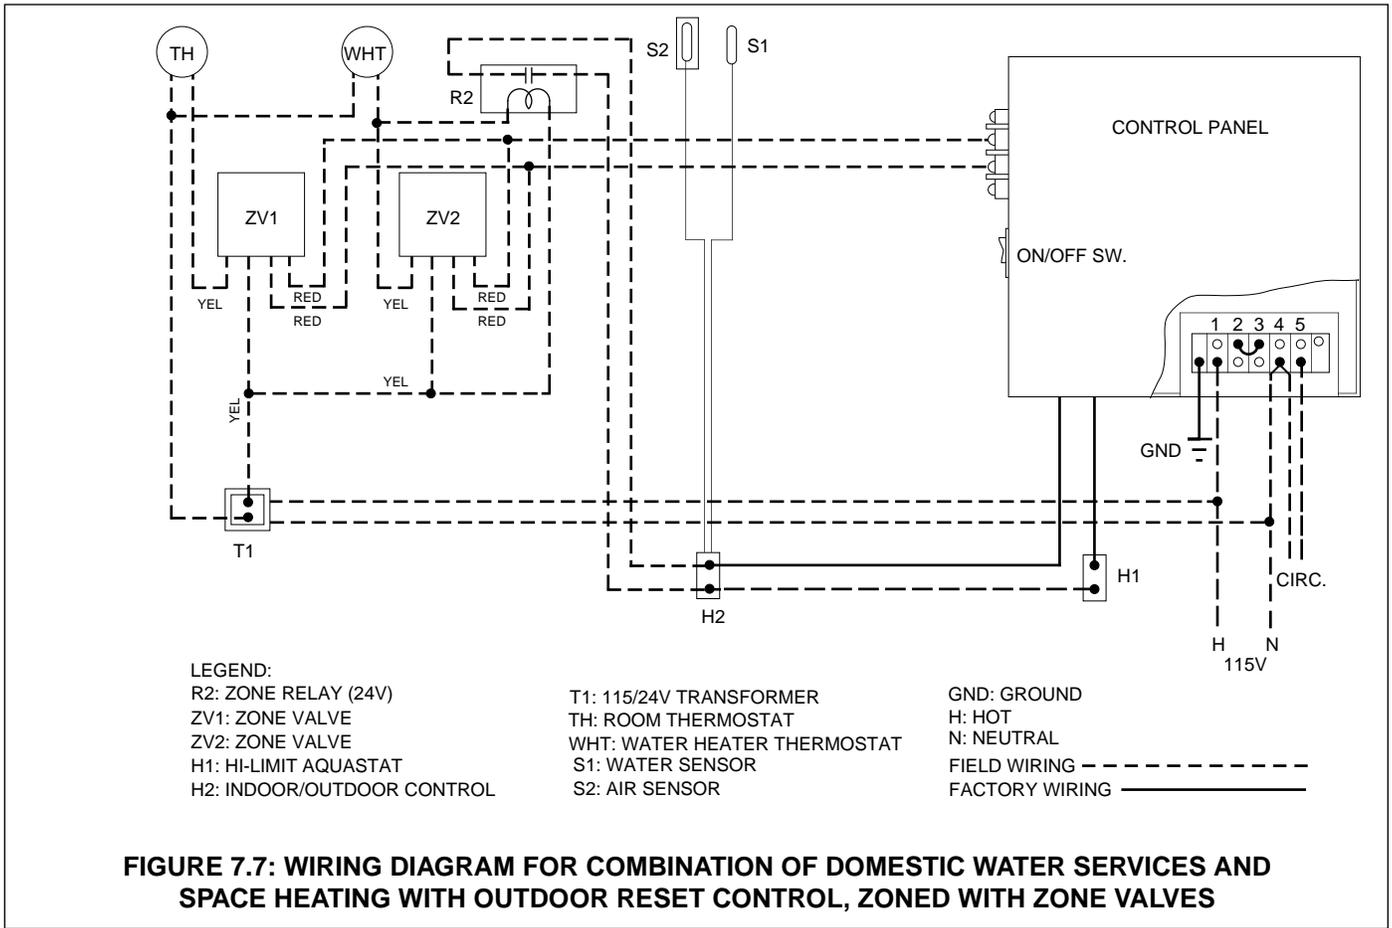 TH
WHT
S2
S1
R2
CONTROL PANEL
ZV1
ZV2
ON/OFF SW.
YEL
RED
RED
YEL
RED
RED
1 2 3 4 5
YEL
YEL
GND
T1
H2
H1
CIRC.
H N
115V
LEGEND:
R2: ZONE RELAY (24V)
ZV1: ZONE VALVE
ZV2: ZONE VALVE
H1: HI-LIMIT AQUASTAT
H2: INDOOR/OUTDOOR CONTROL
T1: 115/24V TRANSFORMER
TH: ROOM THERMOSTAT
WHT: WATER HEATER THERMOSTAT
S1: WATER SENSOR
S2: AIR SENSOR
GND: GROUND
H: HOT
N: NEUTRAL
FIELD WIRING
FACTORY WIRING
FIGURE 7.7: WIRING DIAGRAM FOR COMBINATION OF DOMESTIC WATER SERVICES AND
SPACE HEATING WITH OUTDOOR RESET CONTROL, ZONED WITH ZONE VALVES